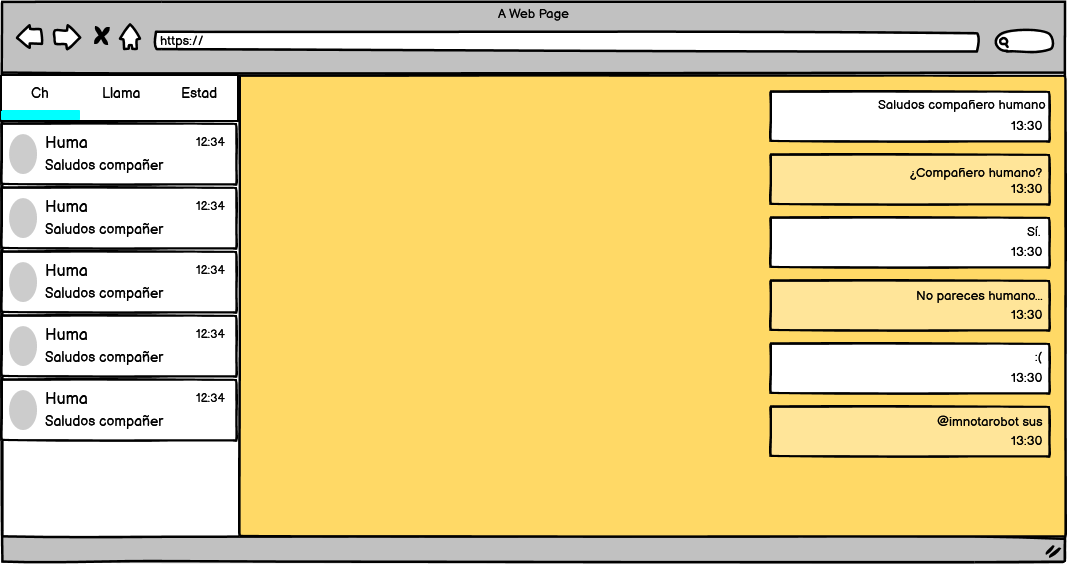 A Web Page
https://
Ch Llama Estad
Huma 12:34
Saludos compañer
Huma 12:34
Saludos compañer
Huma 12:34
Saludos compañer
Huma 12:34
Saludos compañer
Huma 12:34
Saludos compañer
Saludos compañero humano
13:30
¿Compañero humano?
13:30
Sí.
13:30
No pareces humano...
13:30
:(
13:30
@imnotarobot sus
13:30